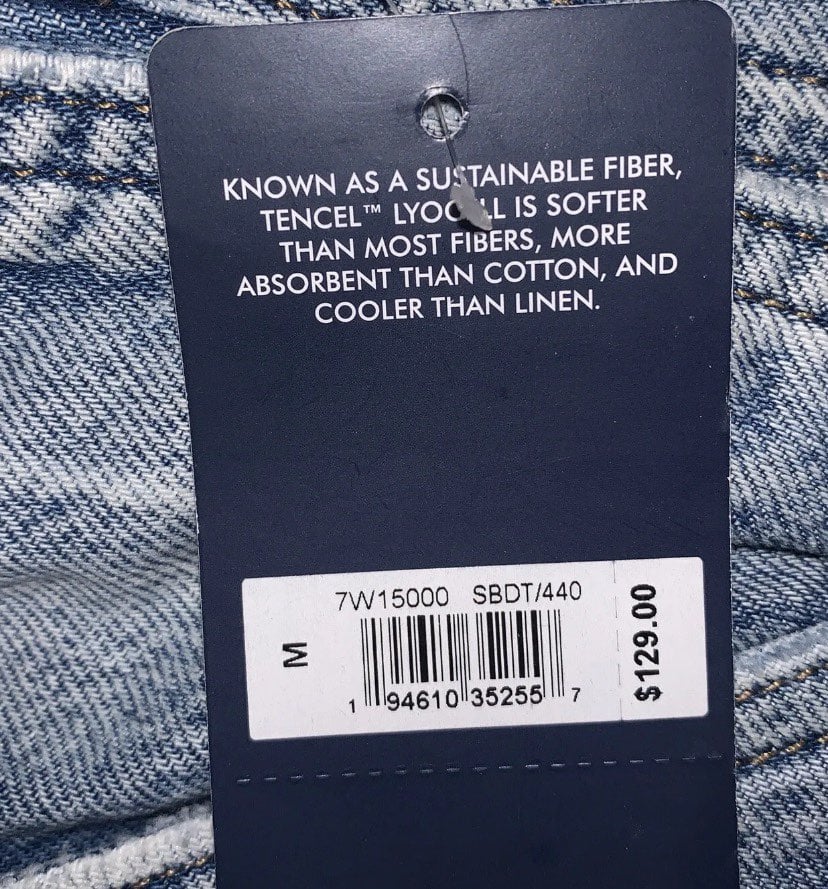 KNOWN AS A SUSTAINABLE FIBER,
TENCEL™ LYOCELL IS SOFTER
THAN MOST FIBERS, MORE
ABSORBENT THAN COTTON, AND
COOLER THAN LINEN.
7W15000 SBDT/440
M
$129.00
1 94610 35255 7